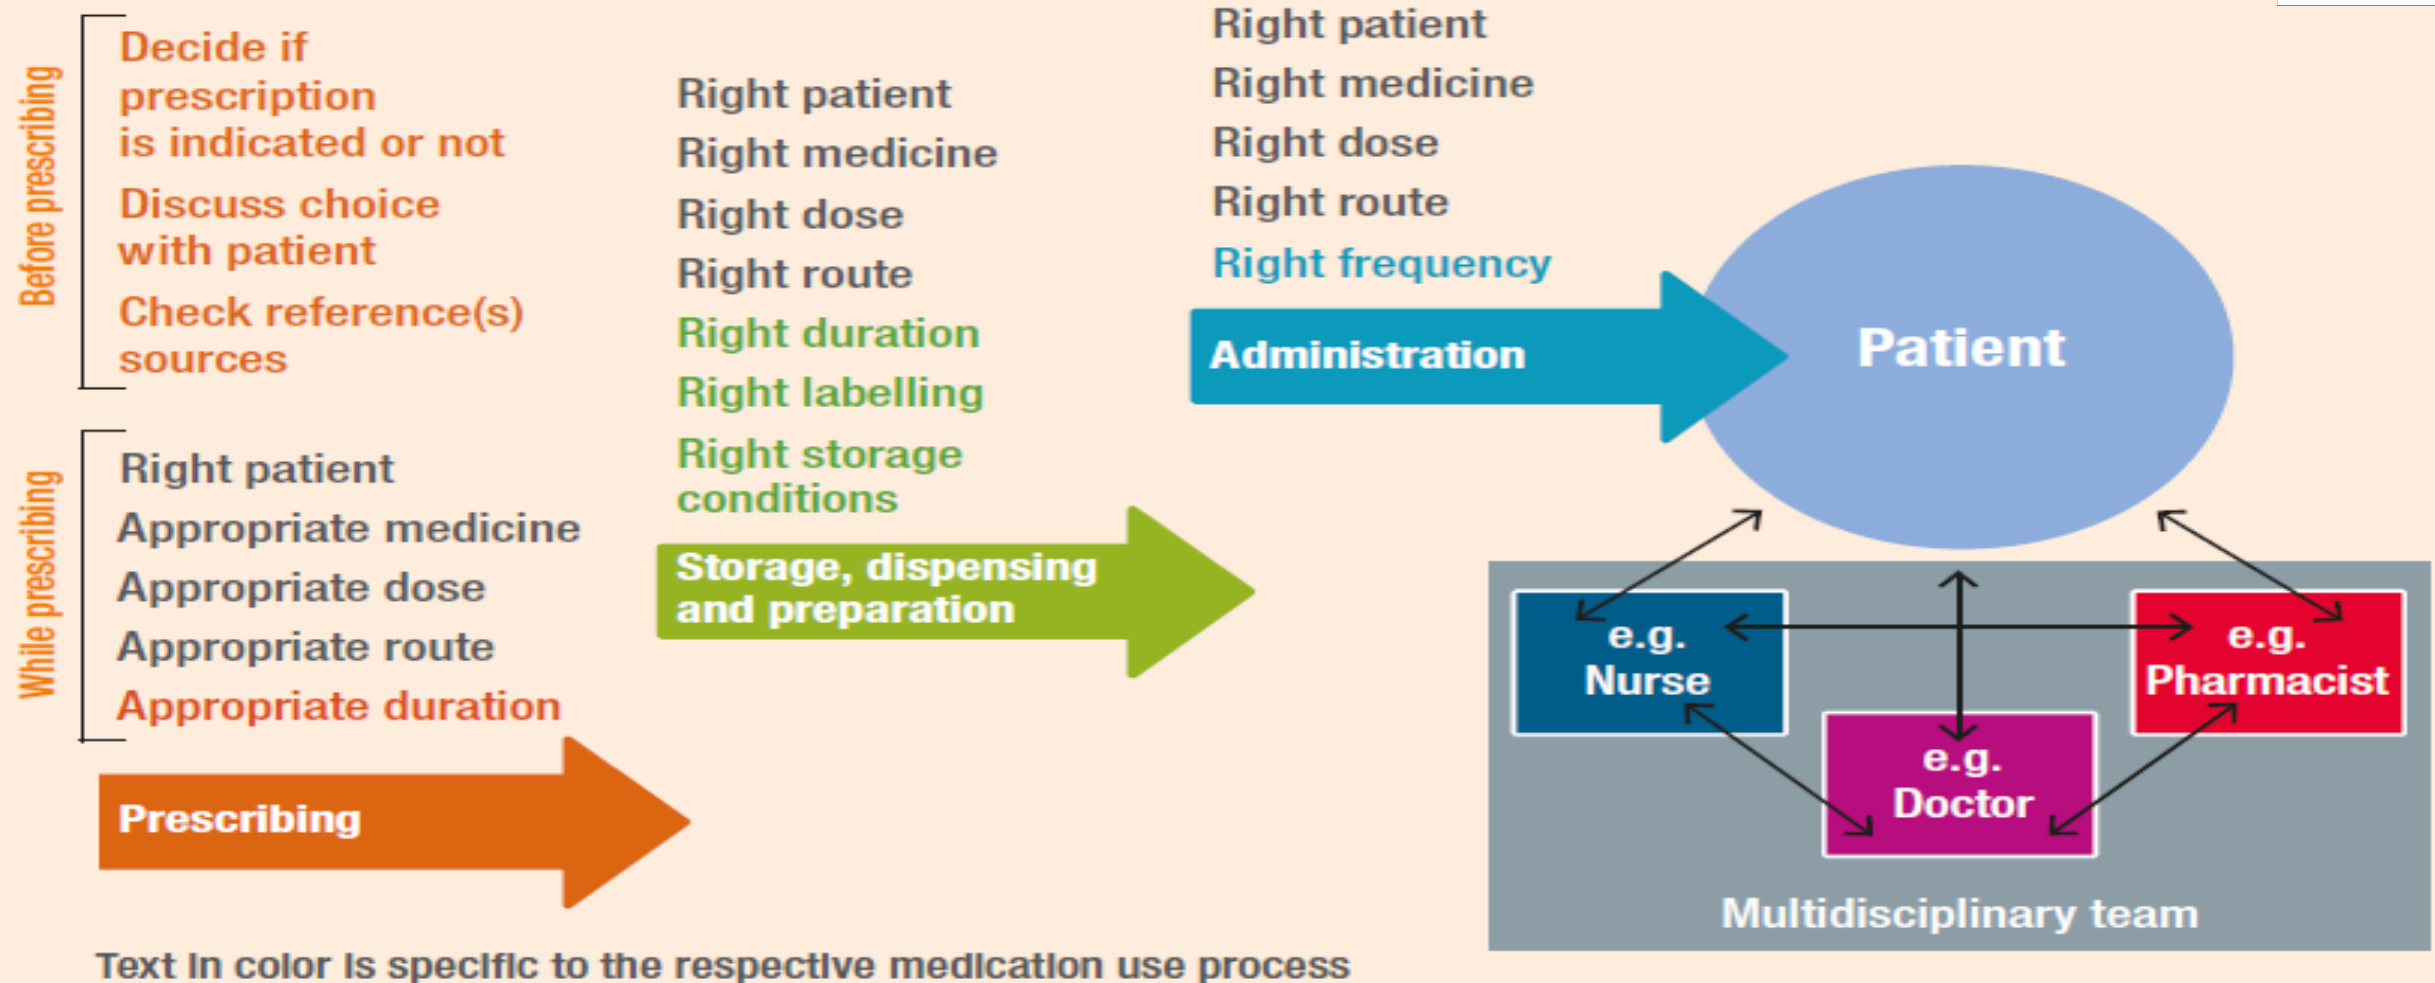 Before prescribing
Decide if
prescription
is indicated or not
Discuss choice
with patient
Check reference(s)
sources
While prescribing
Right patient
Appropriate medicine
Appropriate dose
Appropriate route
Appropriate duration
Prescribing
Right patient
Right medicine
Right dose
Right route
Right duration
Right labelling
Right storage
conditions
Storage, dispensing
and preparation
Right patient
Right medicine
Right dose
Right route
Right frequency
Administration
Patient
e.g.
Nurse
e.g.
Pharmacist
e.g.
Doctor
Multidisciplinary team
Text in color is specific to the respective medication use process